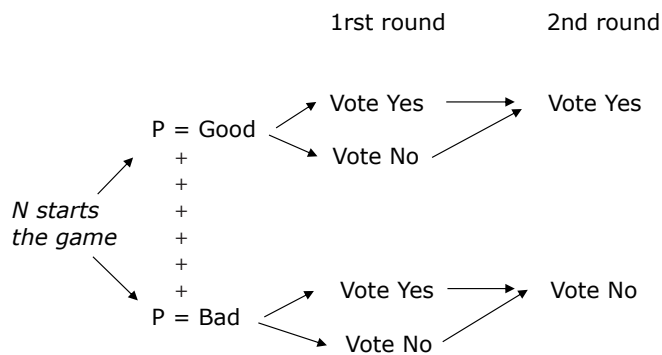 1rst round 2nd round
Vote Yes Vote Yes
P = Good
Vote No
+
+
N starts +
the game +
+
+
Vote Yes Vote No
P = Bad
Vote No